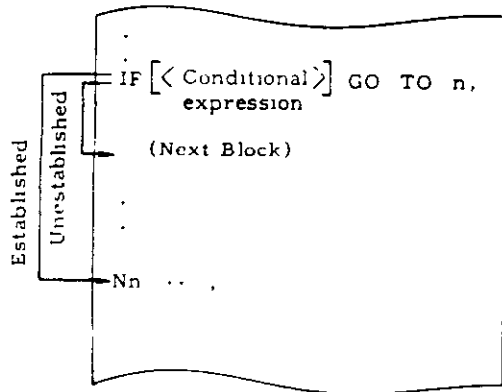 IF [< Conditional >] GO TO n,
expression
(Next Block)
Nn .. ,
Established
Unestablished